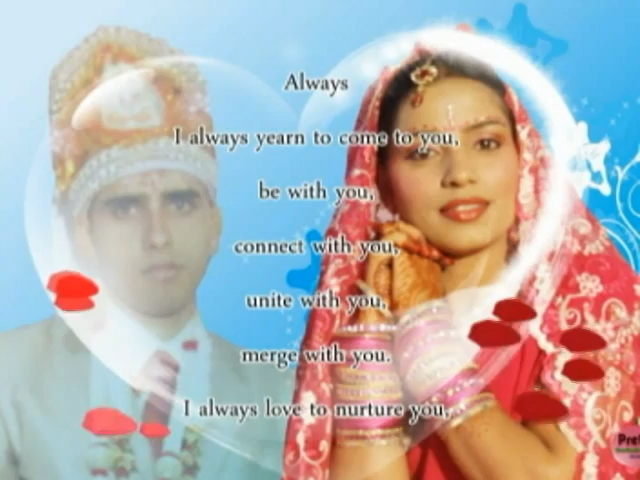 Always
I always yearn to come to you,
be with you,
connect with you,
unite with you,
merge with you.
I always love to nurture you,